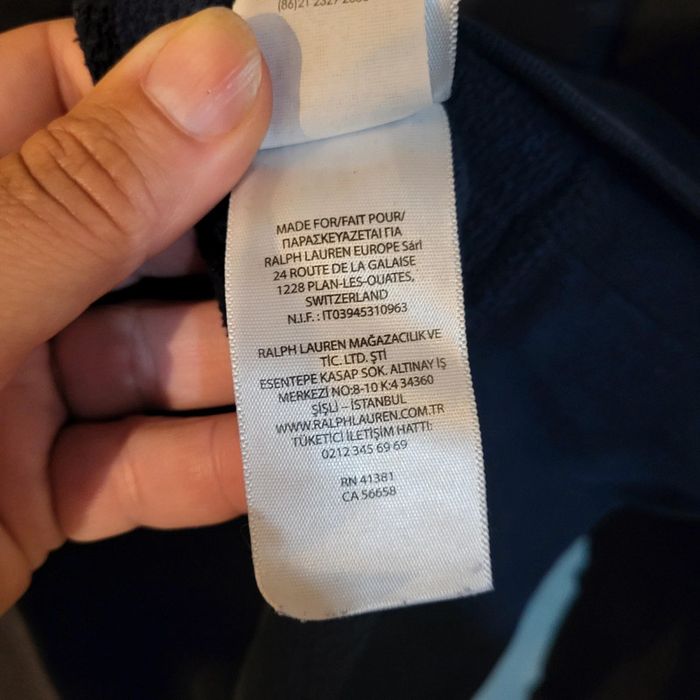 MADE FOR/FAIT POUR/
ΠΑΡΑΣΚΕΥΑΖΕΤΑΙ ΓΙΑ
RALPH LAUREN EUROPE Sàrl
24 ROUTE DE LA GALAISE
1228 PLAN-LES-OUATES,
SWITZERLAND
N.I.F. : IT03945310963
RALPH LAUREN MAĞAZACILIK VE
TİC. LTD. ŞTİ
ESENTEPE KASAP SOK. ALTINAY İŞ
MERKEZİ NO:8-10 K:4 34360
ŞİŞLİ – İSTANBUL
WWW.RALPHLAUREN.COM.TR
TÜKETİCİ İLETİŞİM HATTI:
0212 345 69 69
RN 41381
CA 56658